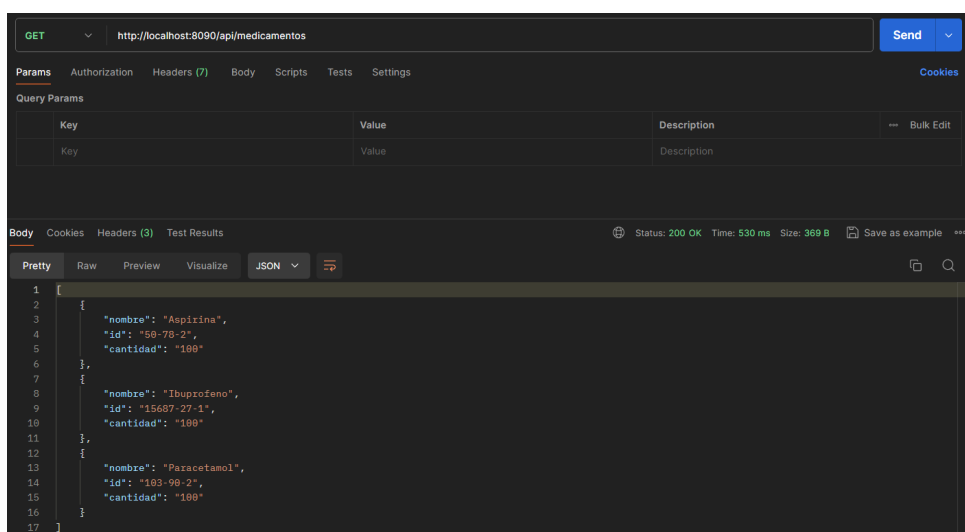 GET http://localhost:8090/api/medicamentos Send
Params Authorization Headers (7) Body Scripts Tests Settings Cookies
Query Params
Key Value Description Bulk Edit
Key Value Description
Body Cookies Headers (3) Test Results Status: 200 OK Time: 530 ms Size: 369 B Save as example
Pretty Raw Preview Visualize JSON
1 [
2 {
3 "nombre": "Aspirina",
4 "id": "50-78-2",
5 "cantidad": "100"
6 },
7 {
8 "nombre": "Ibuprofeno",
9 "id": "15687-27-1",
10 "cantidad": "100"
11 },
12 {
13 "nombre": "Paracetamol",
14 "id": "103-90-2",
15 "cantidad": "100"
16 }
17 ]